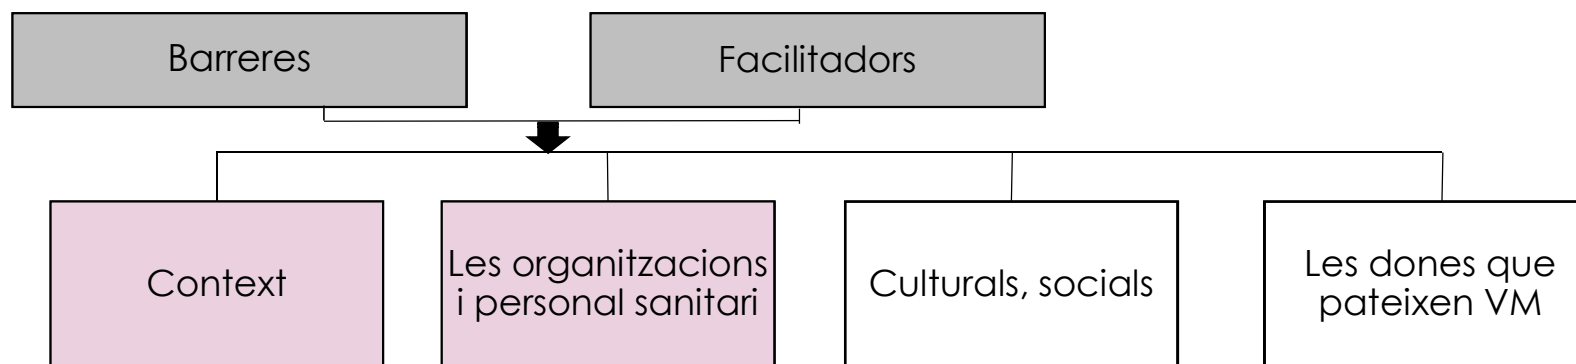 Barreres
Facilitadors
Context
Les organitzacions
i personal sanitari
Culturals, socials
Les dones que
pateixen VM